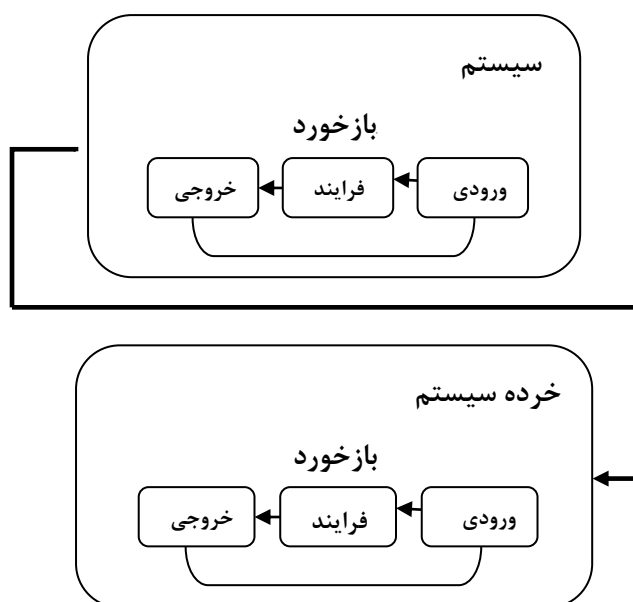 سیستم
بازخورد
ورودی
فرایند
خروجی
خرده سیستم
بازخورد
ورودی
فرایند
خروجی